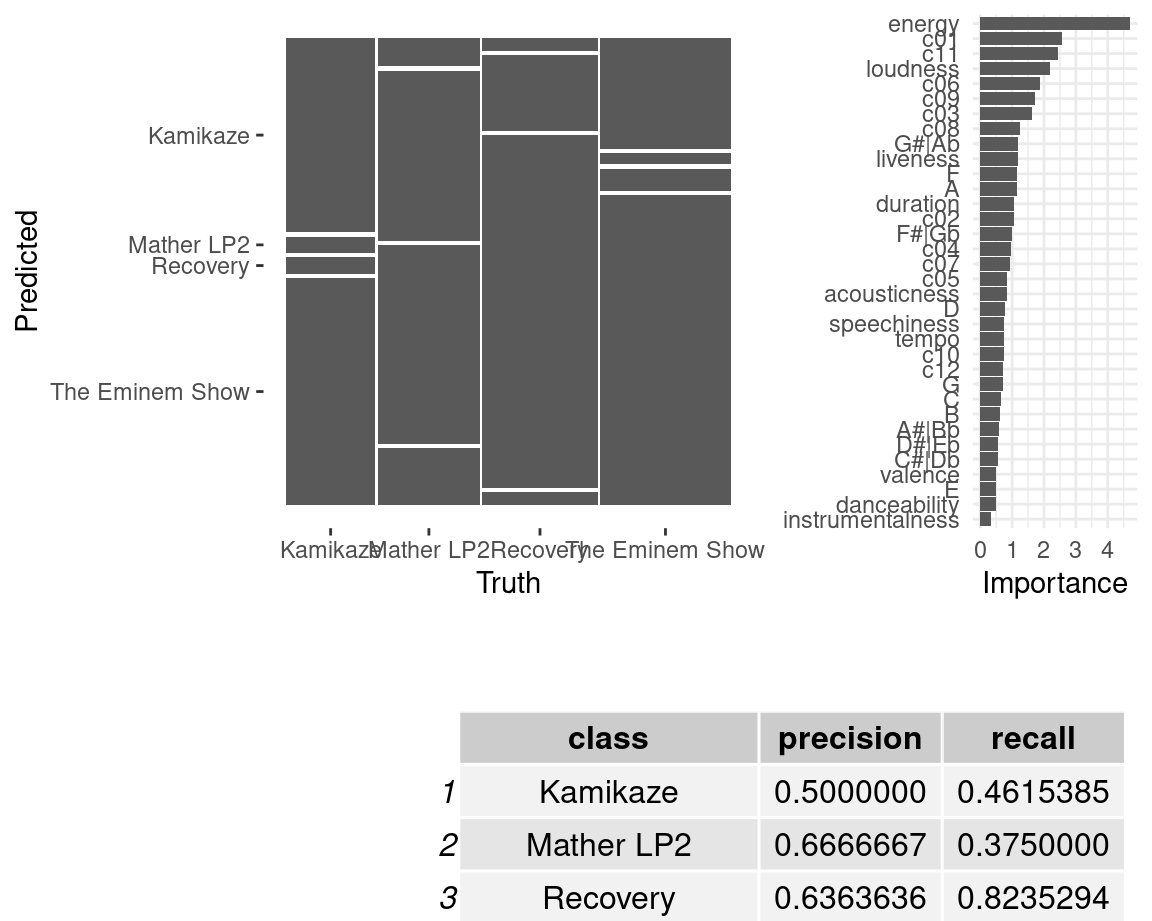 Predicted
Kamikaze
Mather LP2
Recovery
The Eminem Show
Kamikaze
Mather LP2
Recovery
The Eminem Show
Truth
energy
c01
c11
loudness
c06
c09
c03
c08
G#|Ab
liveness
F
A
duration
c02
F#|Gb
c04
c07
c05
acousticness
D
speechiness
tempo
c10
c12
G
C
B
A#|Bb
D#|Eb
C#|Db
valence
E
danceability
instrumentalness
0 1 2 3 4
Importance
class precision recall
1 Kamikaze 0.5000000 0.4615385
2 Mather LP2 0.6666667 0.3750000
3 Recovery 0.6363636 0.8235294